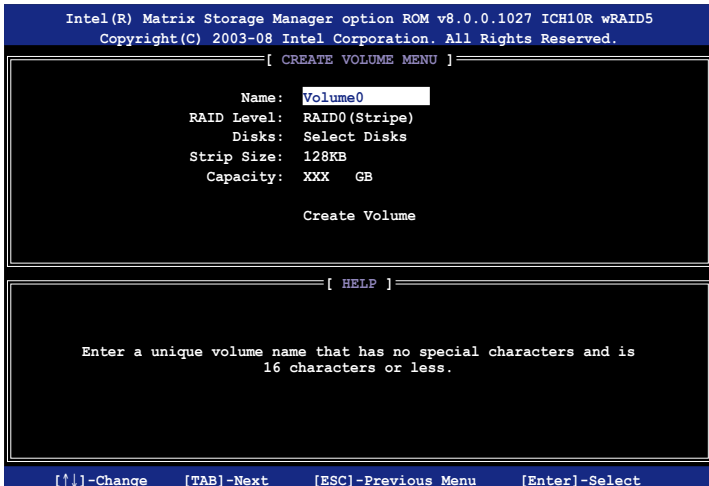 Intel(R) Matrix Storage Manager option ROM v8.0.0.1027 ICH10R wRAID5
Copyright(C) 2003-08 Intel Corporation. All Rights Reserved.
[ CREATE VOLUME MENU ]
Name: Volume0
RAID Level: RAID0(Stripe)
Disks: Select Disks
Strip Size: 128KB
Capacity: XXX GB
Create Volume
[ HELP ]
Enter a unique volume name that has no special characters and is
16 characters or less.
[↑↓]-Change [TAB]-Next [ESC]-Previous Menu [Enter]-Select